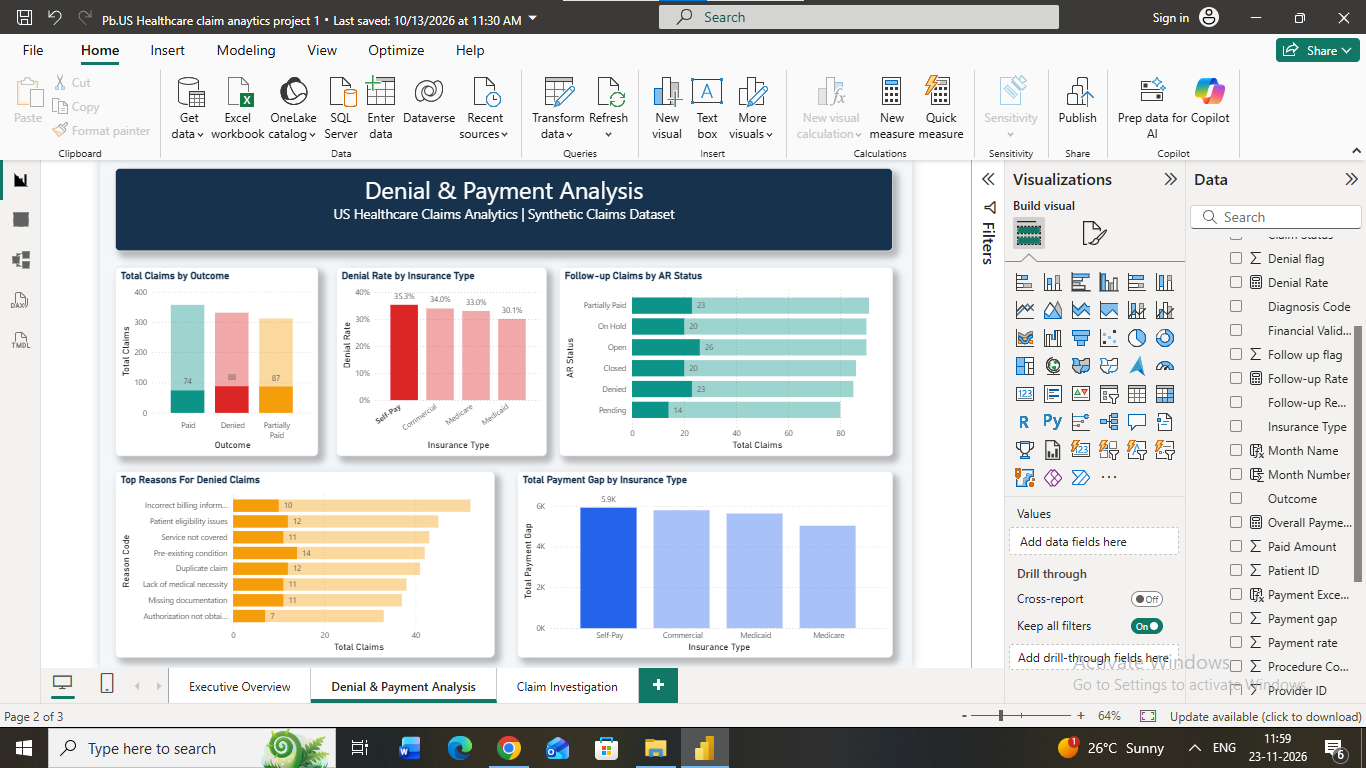 Pb.US Healthcare claim anaytics project 1 • Last saved: 10/13/2026 at 11:30 AM
Search
Sign in
File
Home
Insert
Modeling
View
Optimize
Help
Share
Paste
Cut
Copy
Format painter
Get data
Excel workbook
OneLake catalog
SQL Server
Enter data
Dataverse
Recent sources
Transform data
Refresh
New visual
Text box
More visuals
New visual calculation
New measure
Quick measure
Sensitivity
Publish
Prep data for AI
Copilot
Clipboard
Data
Queries
Insert
Calculations
Sensitivity
Share
Copilot
DAX
TMDL
Denial & Payment Analysis
US Healthcare Claims Analytics | Synthetic Claims Dataset
Total Claims by Outcome
Total Claims
400
300
200
100
0
74
88
87
Paid
Denied
Partially Paid
Outcome
Denial Rate by Insurance Type
Denial Rate
40%
30%
20%
10%
0%
35.3%
34.0%
33.0%
30.1%
Self-Pay
Commercial
Medicare
Medicaid
Insurance Type
Follow-up Claims by AR Status
AR Status
Partially Paid 23
On Hold 20
Open 26
Closed 20
Denied 23
Pending 14
0 20 40 60 80
Total Claims
Top Reasons For Denied Claims
Reason Code
Incorrect billing inform... 10
Patient eligibility issues 12
Service not covered 11
Pre-existing condition 14
Duplicate claim 12
Lack of medical necessity 11
Missing documentation 11
Authorization not obtai... 7
0 20 40
Total Claims
Total Payment Gap by Insurance Type
Total Payment Gap
6K
4K
2K
0K
5.9K
Self-Pay
Commercial
Medicaid
Medicare
Insurance Type
Filters
Visualizations
Build visual
123
R
Py
123
Values
Add data fields here
Drill through
Cross-report
Off
Keep all filters
On
Add drill-through fields here
Data
Search
Claim Status
Denial flag
Denial Rate
Diagnosis Code
Financial Valid...
Follow up flag
Follow-up Rate
Follow-up Re...
Insurance Type
Month Name
Month Number
Outcome
Overall Payme...
Paid Amount
Patient ID
Payment Exce...
Payment gap
Payment rate
Procedure Co...
Provider ID
Activate Windows
Go to Settings to activate Windows.
Executive Overview
Denial & Payment Analysis
Claim Investigation
Page 2 of 3
64%
Update available (click to download)
Type here to search
1
26°C Sunny
ENG
11:59
23-11-2026
6